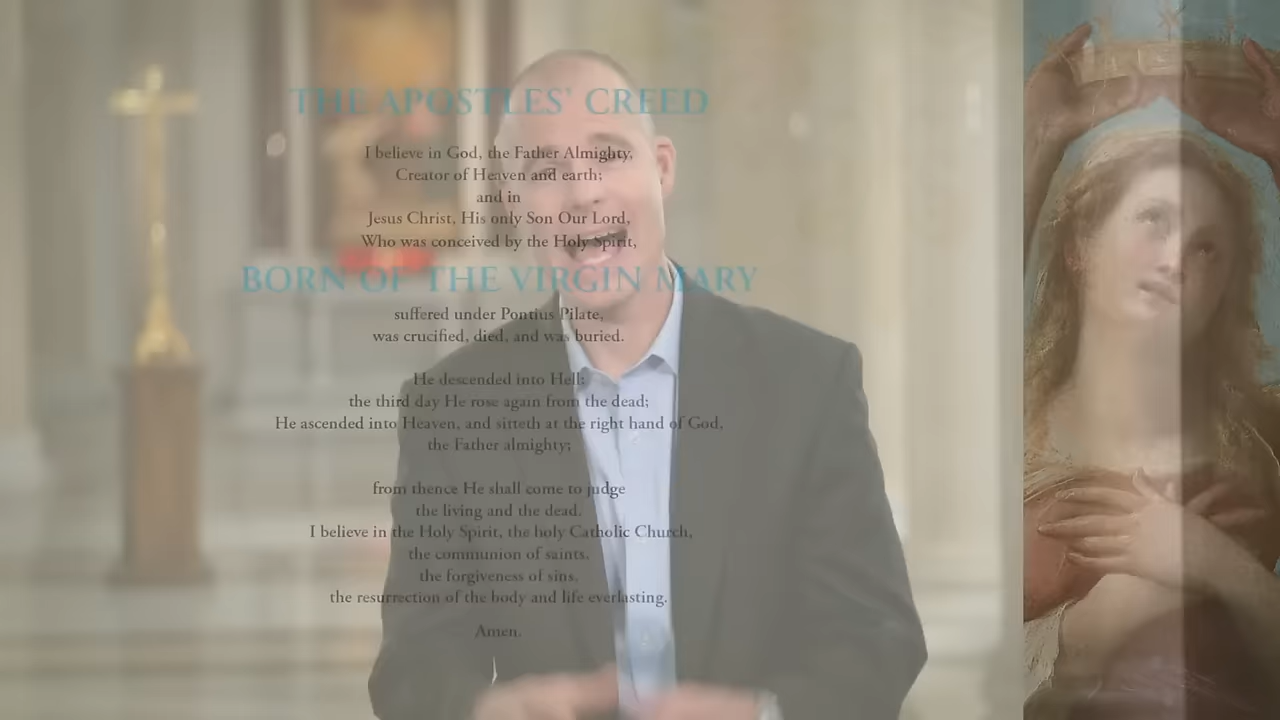 THE APOSTLES' CREED
I believe in God, the Father Almighty,
Creator of Heaven and earth;
and in
Jesus Christ, His only Son Our Lord,
Who was conceived by the Holy Spirit,
BORN OF THE VIRGIN MARY
suffered under Pontius Pilate,
was crucified, died, and was buried.
He descended into Hell:
the third day He rose again from the dead;
He ascended into Heaven, and sitteth at the right hand of God,
the Father almighty;
from thence He shall come to judge
the living and the dead.
I believe in the Holy Spirit, the holy Catholic Church,
the communion of saints,
the forgiveness of sins,
the resurrection of the body and life everlasting.
Amen.